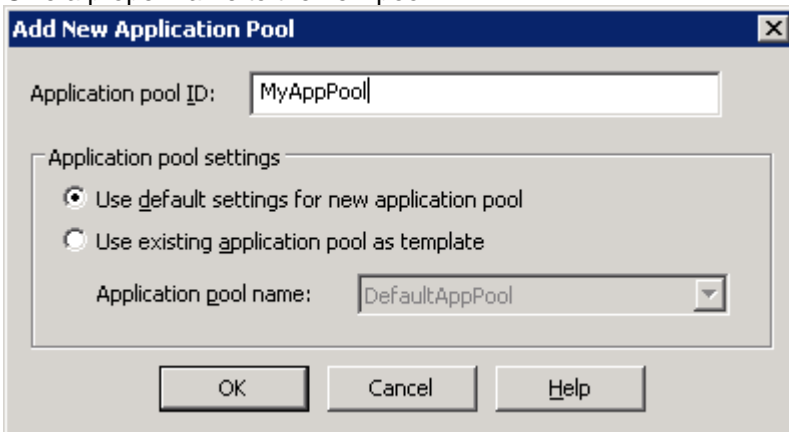 Add New Application Pool
Application pool ID: MyAppPool
Application pool settings
Use default settings for new application pool
Use existing application pool as template
Application pool name: DefaultAppPool
OK Cancel Help